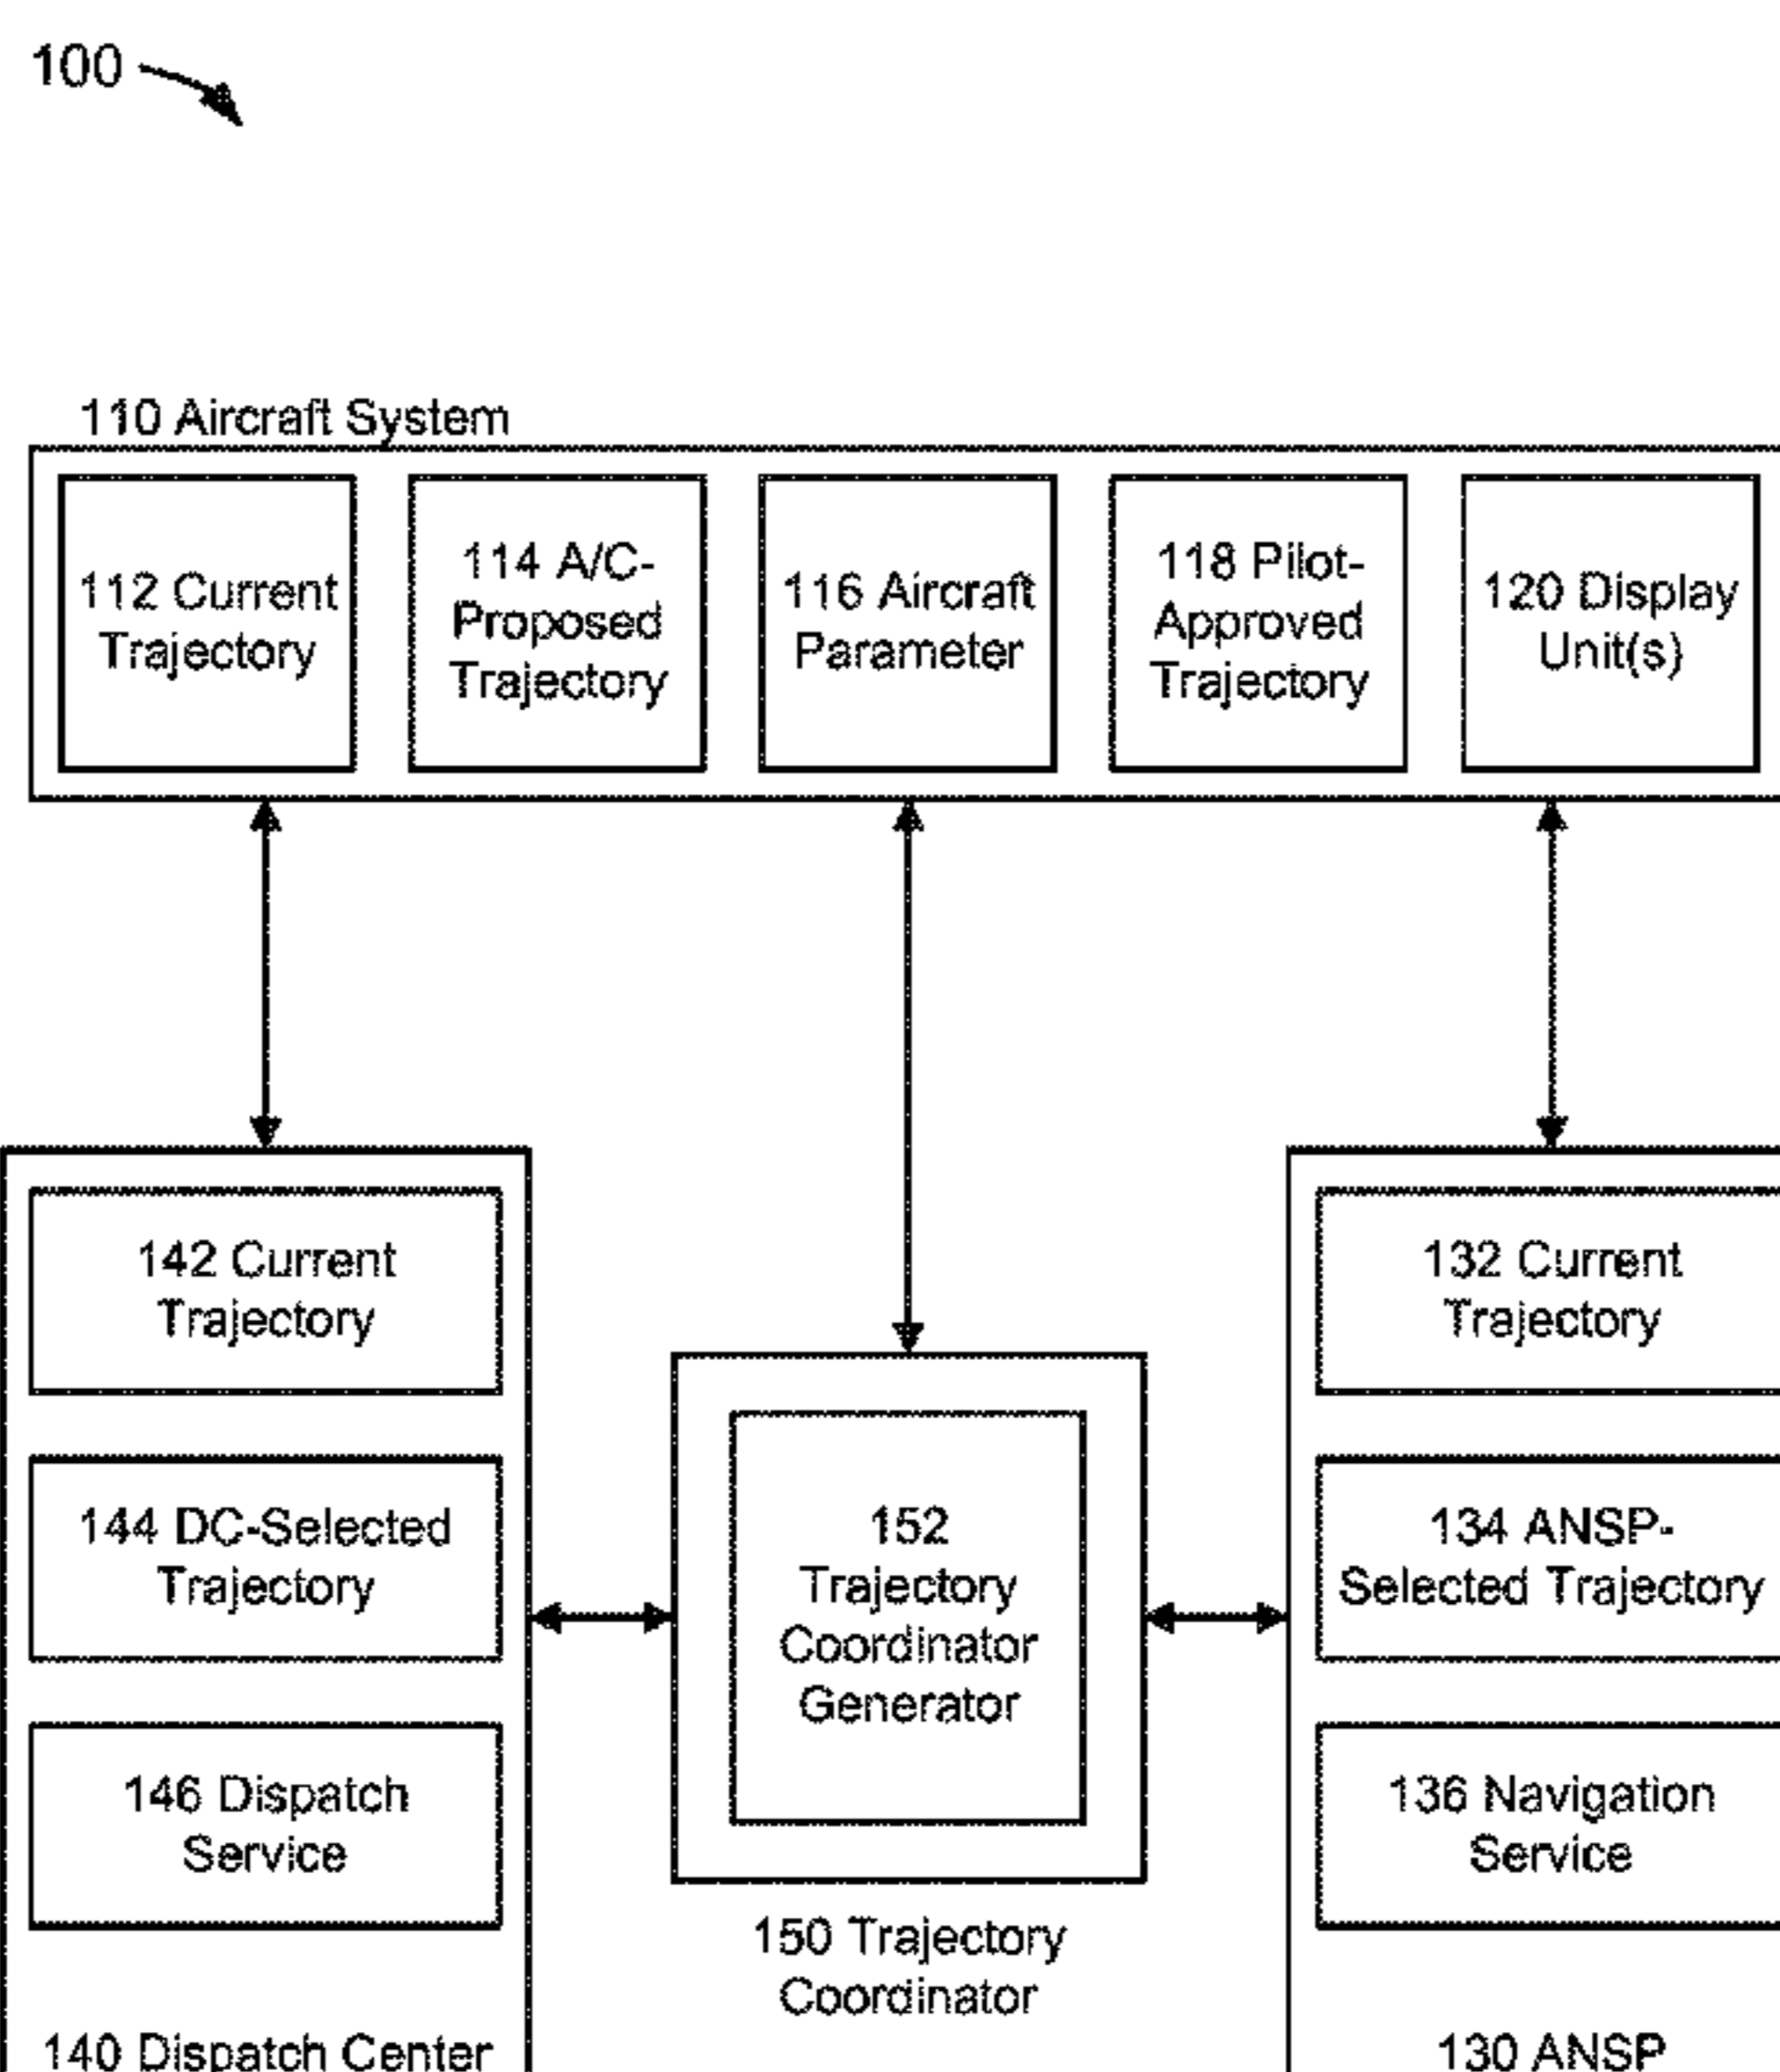 100
110 Aircraft System
112 Current
Trajectory
114 A/C-
Proposed
Trajectory
116 Aircraft
Parameter
118 Pilot-
Approved
Trajectory
120 Display
Unit(s)
142 Current
Trajectory
144 DC-Selected
Trajectory
146 Dispatch
Service
140 Dispatch Center
152
Trajectory
Coordinator
Generator
150 Trajectory
Coordinator
132 Current
Trajectory
134 ANSP-
Selected Trajectory
136 Navigation
Service
130 ANSP